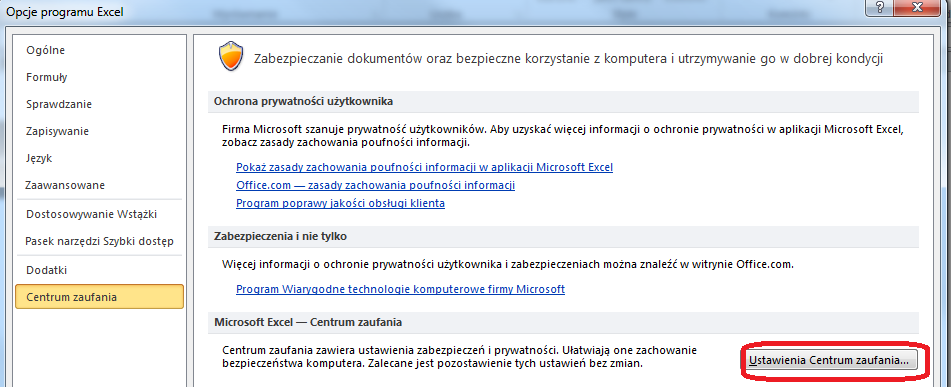 Opcje programu Excel
Ogólne
Formuły
Sprawdzanie
Zapisywanie
Język
Zaawansowane
Dostosowywanie Wstążki
Pasek narzędzi Szybki dostęp
Dodatki
Centrum zaufania
Zabezpieczanie dokumentów oraz bezpieczne korzystanie z komputera i utrzymywanie go w dobrej kondycji
Ochrona prywatności użytkownika
Firma Microsoft szanuje prywatność użytkowników. Aby uzyskać więcej informacji o ochronie prywatności w aplikacji Microsoft Excel,
zobacz zasady zachowania poufności informacji.
Pokaż zasady zachowania poufności informacji w aplikacji Microsoft Excel
Office.com — zasady zachowania poufności informacji
Program poprawy jakości obsługi klienta
Zabezpieczenia i nie tylko
Więcej informacji o ochronie prywatności użytkownika i zabezpieczeniach można znaleźć w witrynie Office.com.
Program Wiarygodne technologie komputerowe firmy Microsoft
Microsoft Excel — Centrum zaufania
Centrum zaufania zawiera ustawienia zabezpieczeń i prywatności. Ułatwiają one zachowanie
bezpieczeństwa komputera. Zalecane jest pozostawienie tych ustawień bez zmian.
Ustawienia Centrum zaufania...